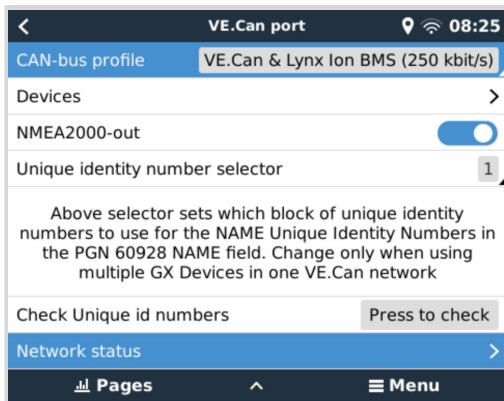 VE.Can port 08:25
CAN-bus profile VE.Can & Lynx Ion BMS (250 kbit/s)
Devices
NMEA2000-out
Unique identity number selector 1
Above selector sets which block of unique identity
numbers to use for the NAME Unique Identity Numbers in
the PGN 60928 NAME field. Change only when using
multiple GX Devices in one VE.Can network
Check Unique id numbers Press to check
Network status
Pages Menu